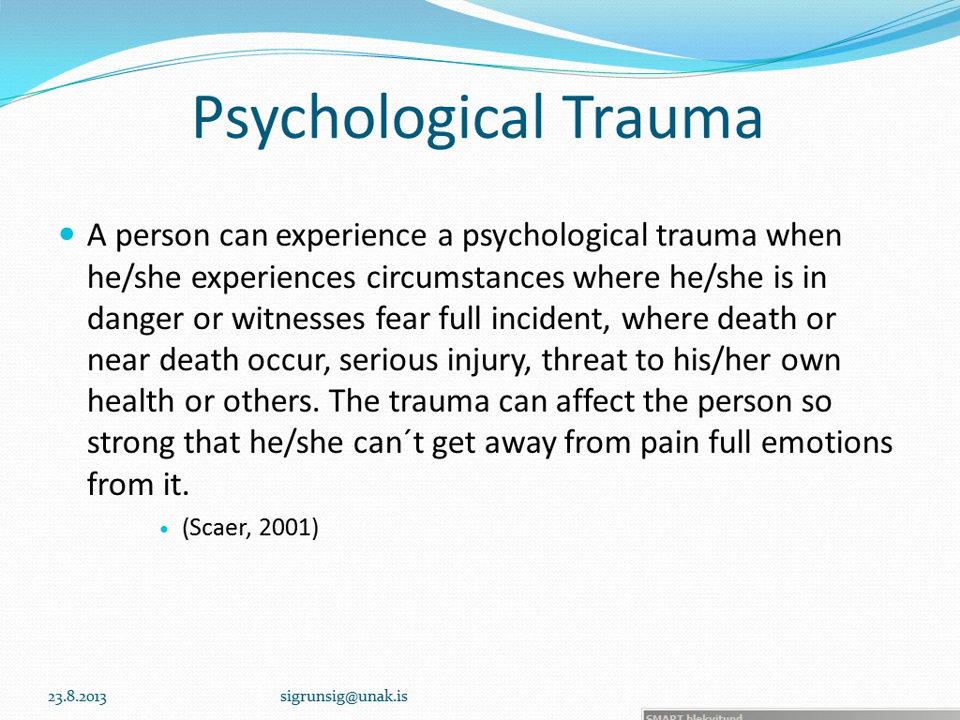 Psychological Trauma
A person can experience a psychological trauma when
he/she experiences circumstances where he/she is in
danger or witnesses fear full incident, where death or
near death occur, serious injury, threat to his/her own
health or others. The trauma can affect the person so
strong that he/she can´t get away from pain full emotions
from it.
(Scaer, 2001)
23.8.2013 sigrunsig@unak.is
SMART blekvitund